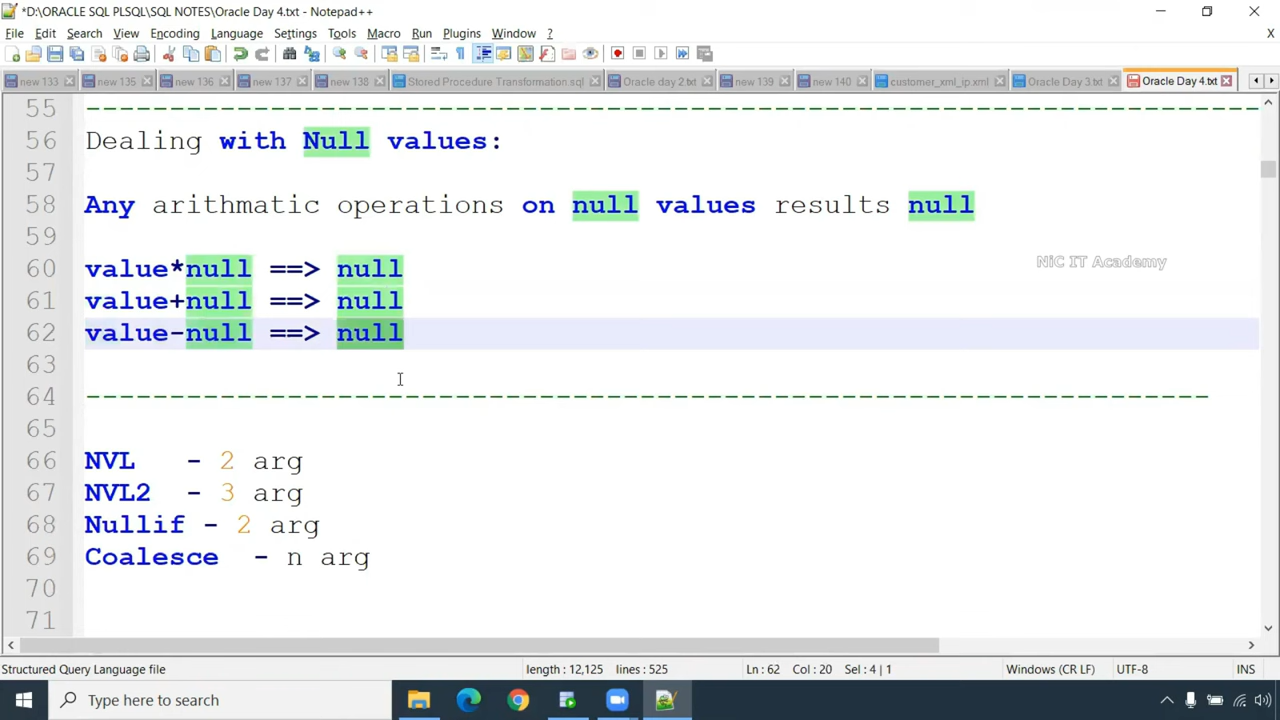 *D:\ORACLE SQL PLSQL\SQL NOTES\Oracle Day 4.txt - Notepad++
File Edit Search View Encoding Language Settings Tools Macro Run Plugins Window ? X
new 133 new 135 new 136 new 137 new 138 Stored Procedure Transformation.sql Oracle day 2.txt new 139 new 140 customer_xml_ip.xml Oracle Day 3.txt Oracle Day 4.txt
55 ----------------------------------------------------------------------
56 Dealing with Null values:
57
58 Any arithmatic operations on null values results null
59
60 value*null ==> null
NiC IT Academy
61 value+null ==> null
62 value-null ==> null
63
64 -------------------------------------------------------------------
65
66 NVL - 2 arg
67 NVL2 - 3 arg
68 Nullif - 2 arg
69 Coalesce - n arg
70
71
Structured Query Language file length : 12,125 lines : 525 Ln : 62 Col : 20 Sel : 4 | 1 Windows (CR LF) UTF-8 INS
Type here to search